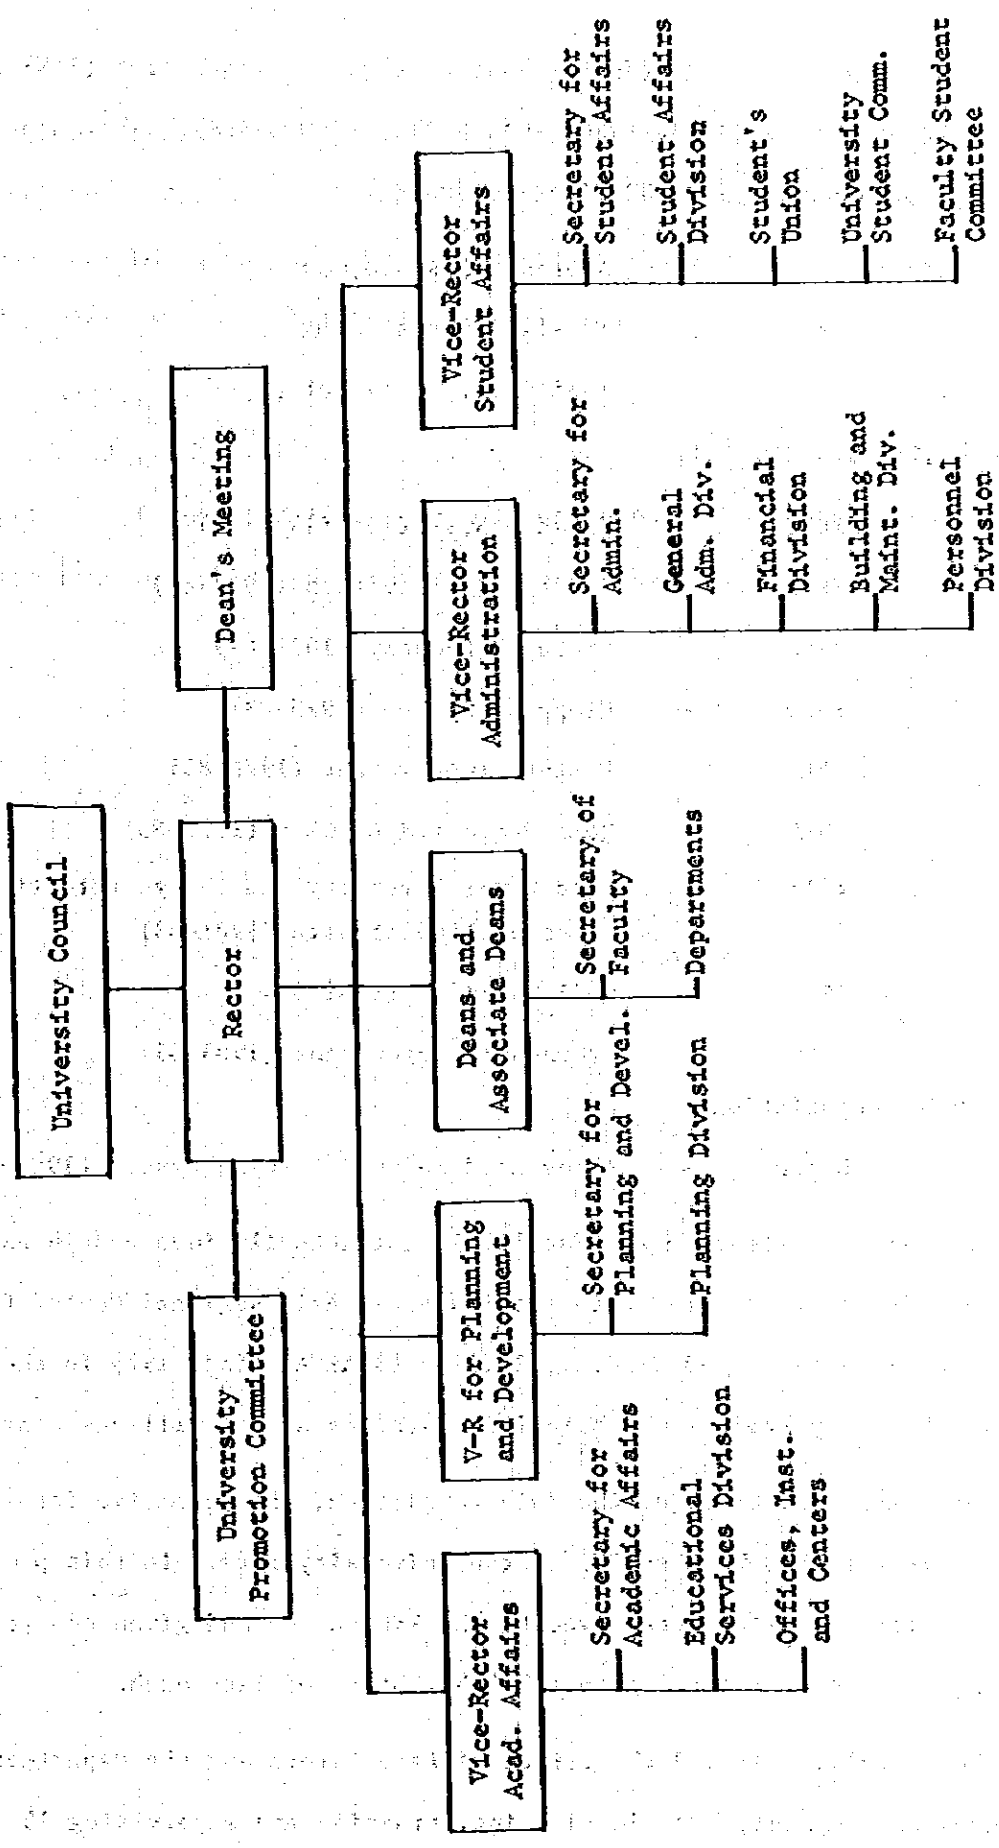 University Council
University
Promotion Committee
Rector
Dean's Meeting
Vice-Rector
Acad. Affairs
V-R for Planning
and Development
Deans and
Associate Deans
Vice-Rector
Administration
Vice-Rector
Student Affairs
Secretary for
Academic Affairs
Educational
Services Division
Offices, Inst.
and Centers
Secretary for
Planning and Devel.
Planning Division
Secretary of
Faculty
Departments
Secretary for
Admin.
General
Adm. Div.
Financial
Division
Building and
Maint. Div.
Personnel
Division
Secretary for
Student Affairs
Student Affairs
Division
Student's
Union
University
Student Comm.
Faculty Student
Committee